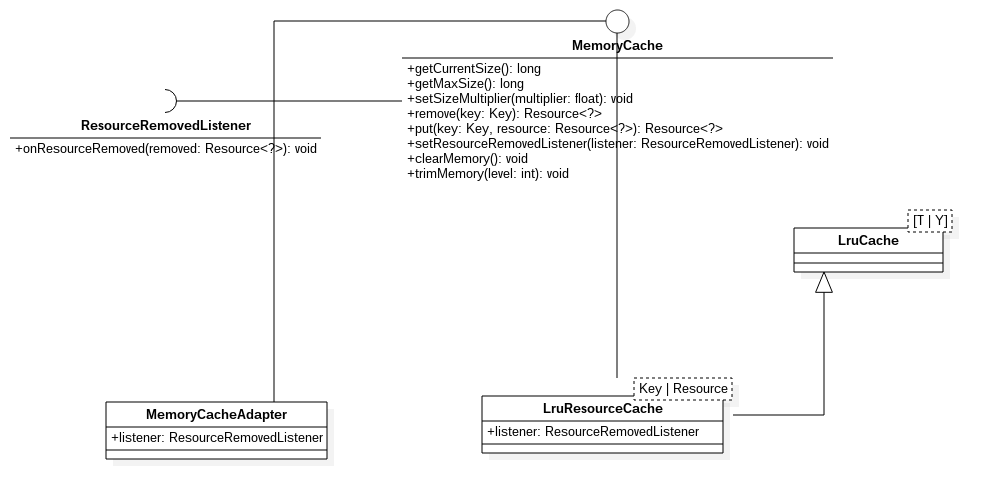 MemoryCache
+getCurrentSize(): long
+getMaxSize(): long
+setSizeMultiplier(multiplier: float): void
+remove(key: Key): Resource<?>
+put(key: Key, resource: Resource<?>): Resource<?>
+setResourceRemovedListener(listener: ResourceRemovedListener): void
+clearMemory(): void
+trimMemory(level: int): void
ResourceRemovedListener
+onResourceRemoved(removed: Resource<?>): void
[T | Y]
LruCache
MemoryCacheAdapter
+listener: ResourceRemovedListener
Key | Resource
LruResourceCache
+listener: ResourceRemovedListener